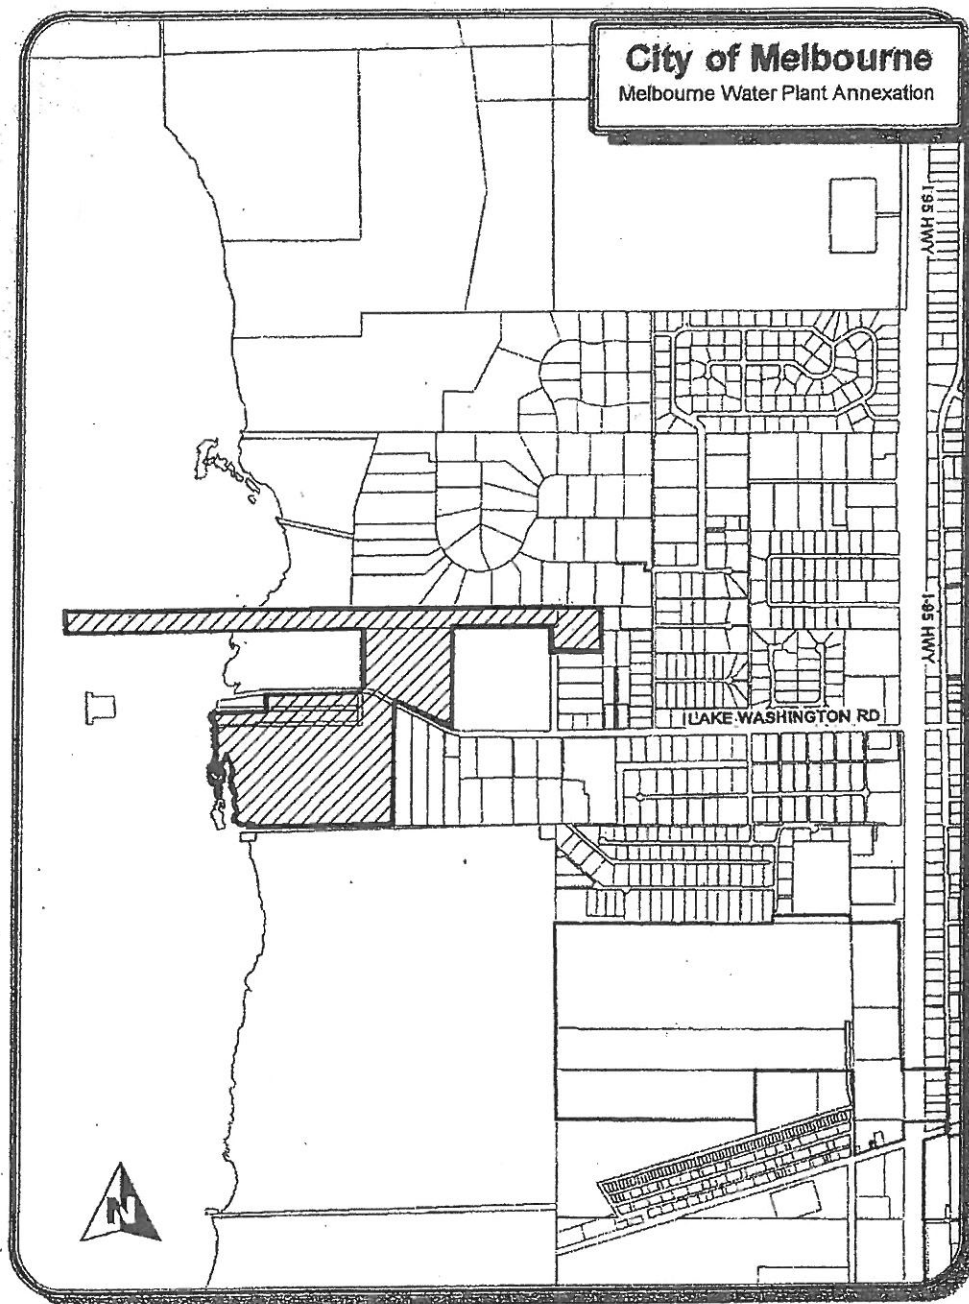 City of Melbourne
Melbourne Water Plant Annexation
I-95 HWY
I-95 HWY
LAKE WASHINGTON RD
N